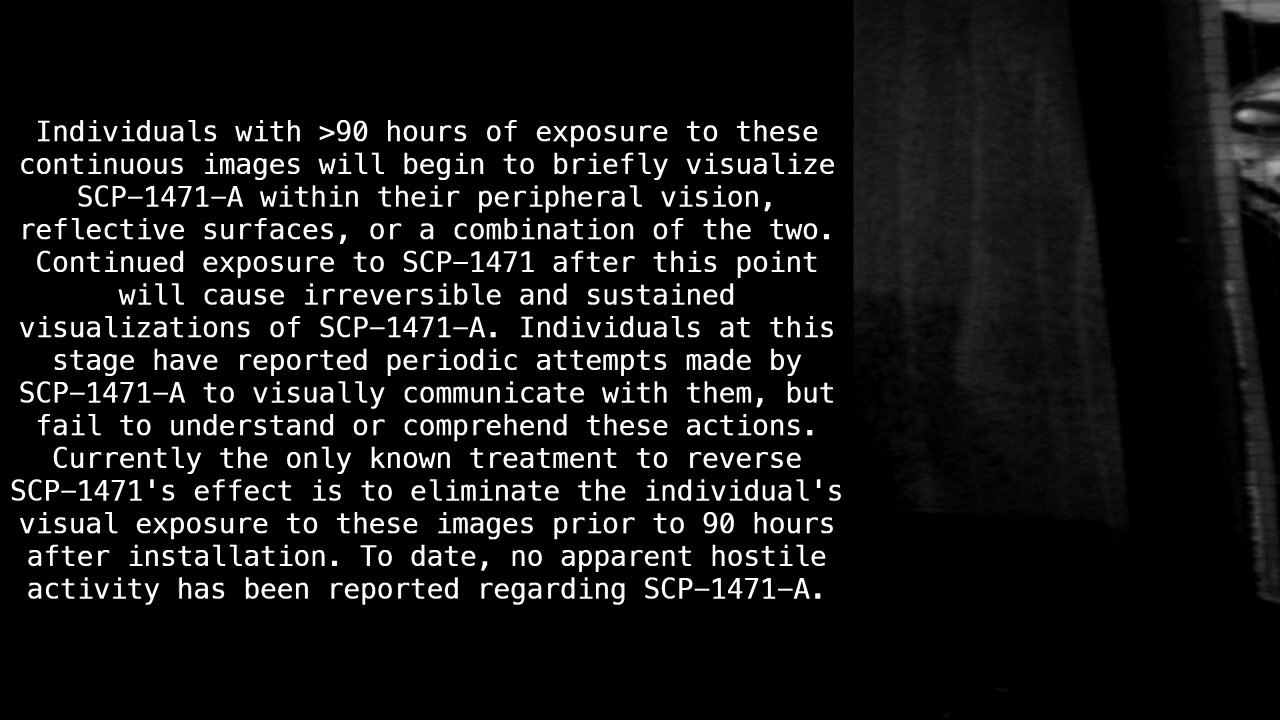 Individuals with >90 hours of exposure to these
continuous images will begin to briefly visualize
SCP–1471–A within their peripheral vision,
reflective surfaces, or a combination of the two.
Continued exposure to SCP–1471 after this point
will cause irreversible and sustained
visualizations of SCP–1471–A. Individuals at this
stage have reported periodic attempts made by
SCP–1471–A to visually communicate with them, but
fail to understand or comprehend these actions.
Currently the only known treatment to reverse
SCP–1471's effect is to eliminate the individual's
visual exposure to these images prior to 90 hours
after installation. To date, no apparent hostile
activity has been reported regarding SCP–1471–A.